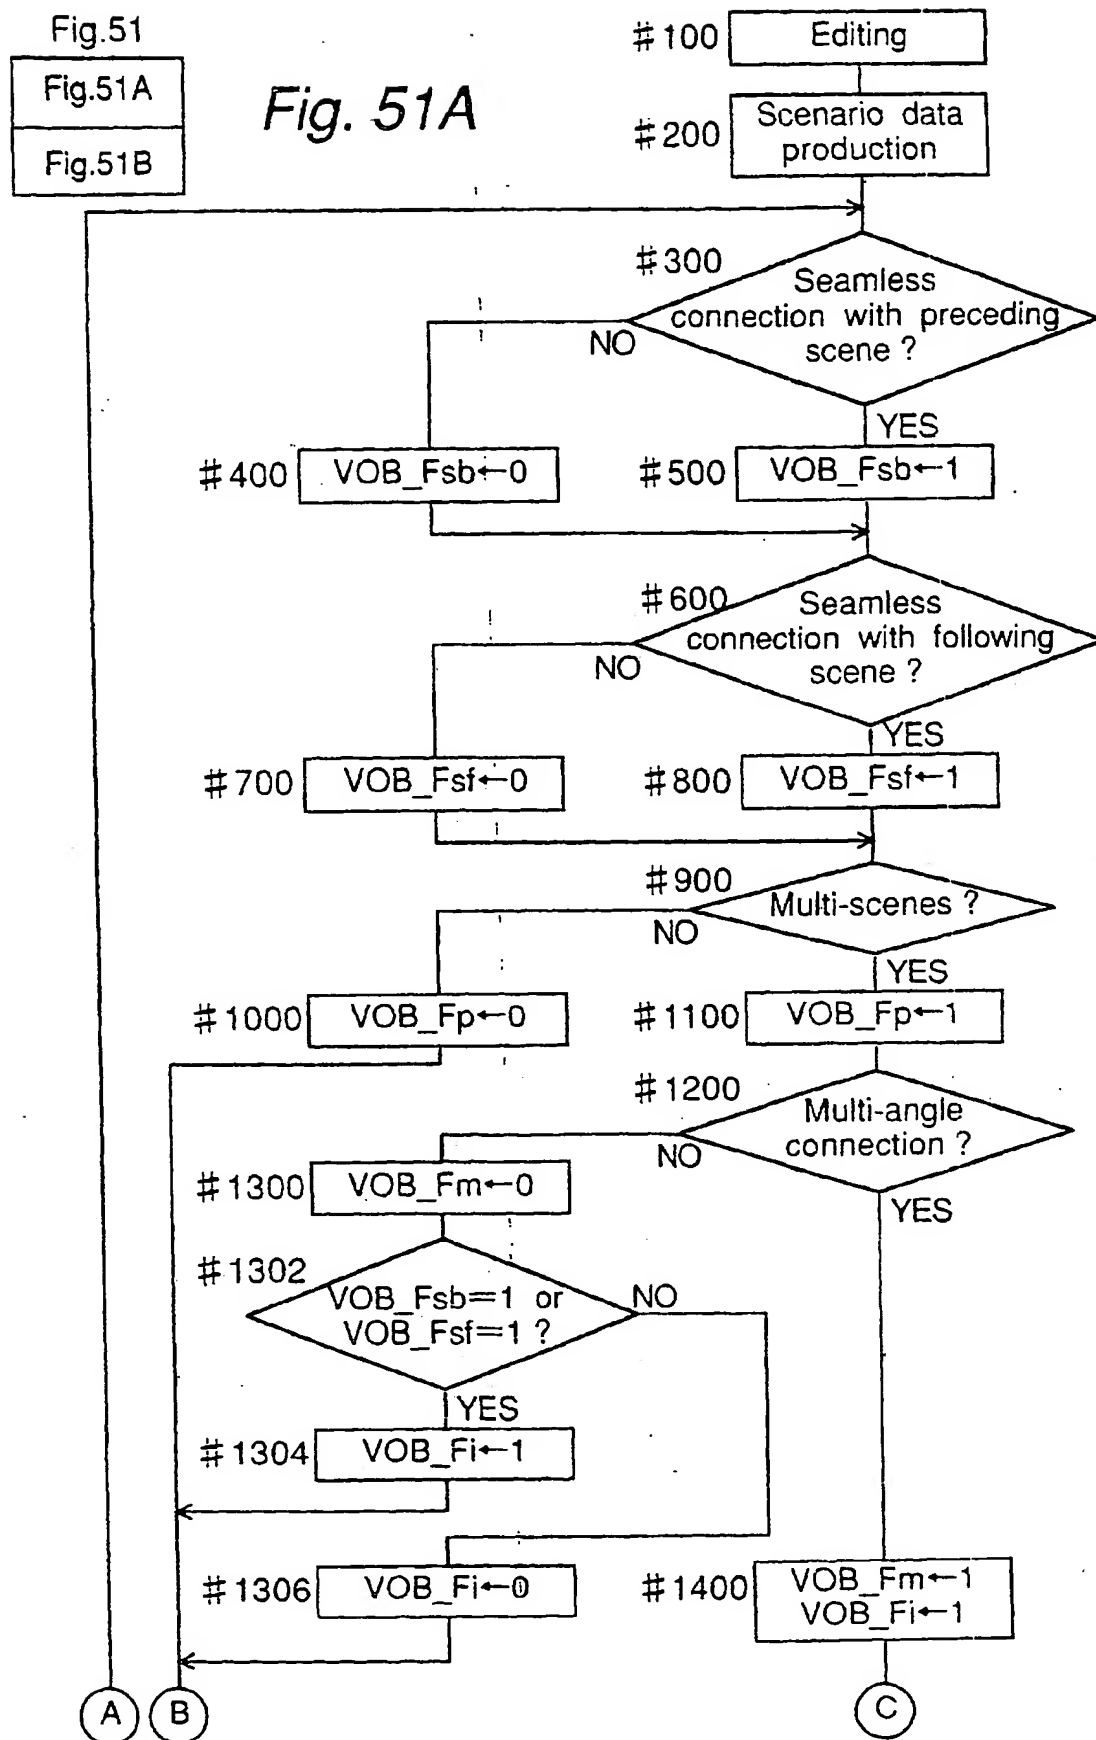 Fig.51
Fig.51A
Fig.51B
Fig. 51A
#100
Editing
#200
Scenario data
production
#300
Seamless
connection with preceding
scene ?
NO
YES
#400
VOB_Fsb←0
#500
VOB_Fsb←1
#600
Seamless
connection with following
scene ?
NO
YES
#700
VOB_Fsf←0
#800
VOB_Fsf←1
#900
Multi-scenes ?
NO
YES
#1000
VOB_Fp←0
#1100
VOB_Fp←1
#1200
Multi-angle
connection ?
NO
YES
#1300
VOB_Fm←0
#1302
VOB_Fsb=1 or
VOB_Fsf=1 ?
NO
YES
#1304
VOB_Fi←1
#1306
VOB_Fi←0
#1400
VOB_Fm←1
VOB_Fi←1
A
B
C